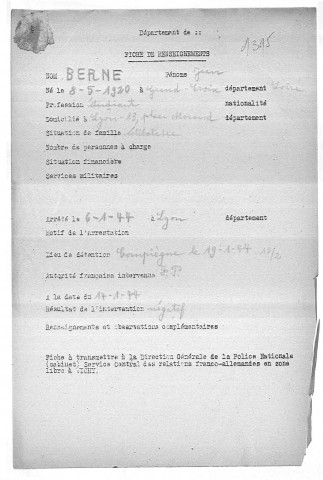 Département de ::
1395
FICHE DE RENSEIGNEMENTS
NOM BERNE Pénoms Jean
Né le 8-5-1920 à Grand-Croix département Loire
Profession Etudiant nationalité
Domicilié à Lyon - 19, place Morand département
Situation de famille célibataire
Nombre de personnes à charge
Situation financière
Services militaires
Arrêté le 6-1-44 à Lyon département
Motif de l'arrestation
Lieu de détention Compiègne le 19-1-44
Autorité française intervenue
à la date du 14-1-44
Résultat de l'intervention négatif
Renseignements et observations complémentaires
Fiche à transmettre à la Direction Générale de la Police Nationale
(cabinet) Service Central des relations franco-allemandes en zone
libre à VICHY.